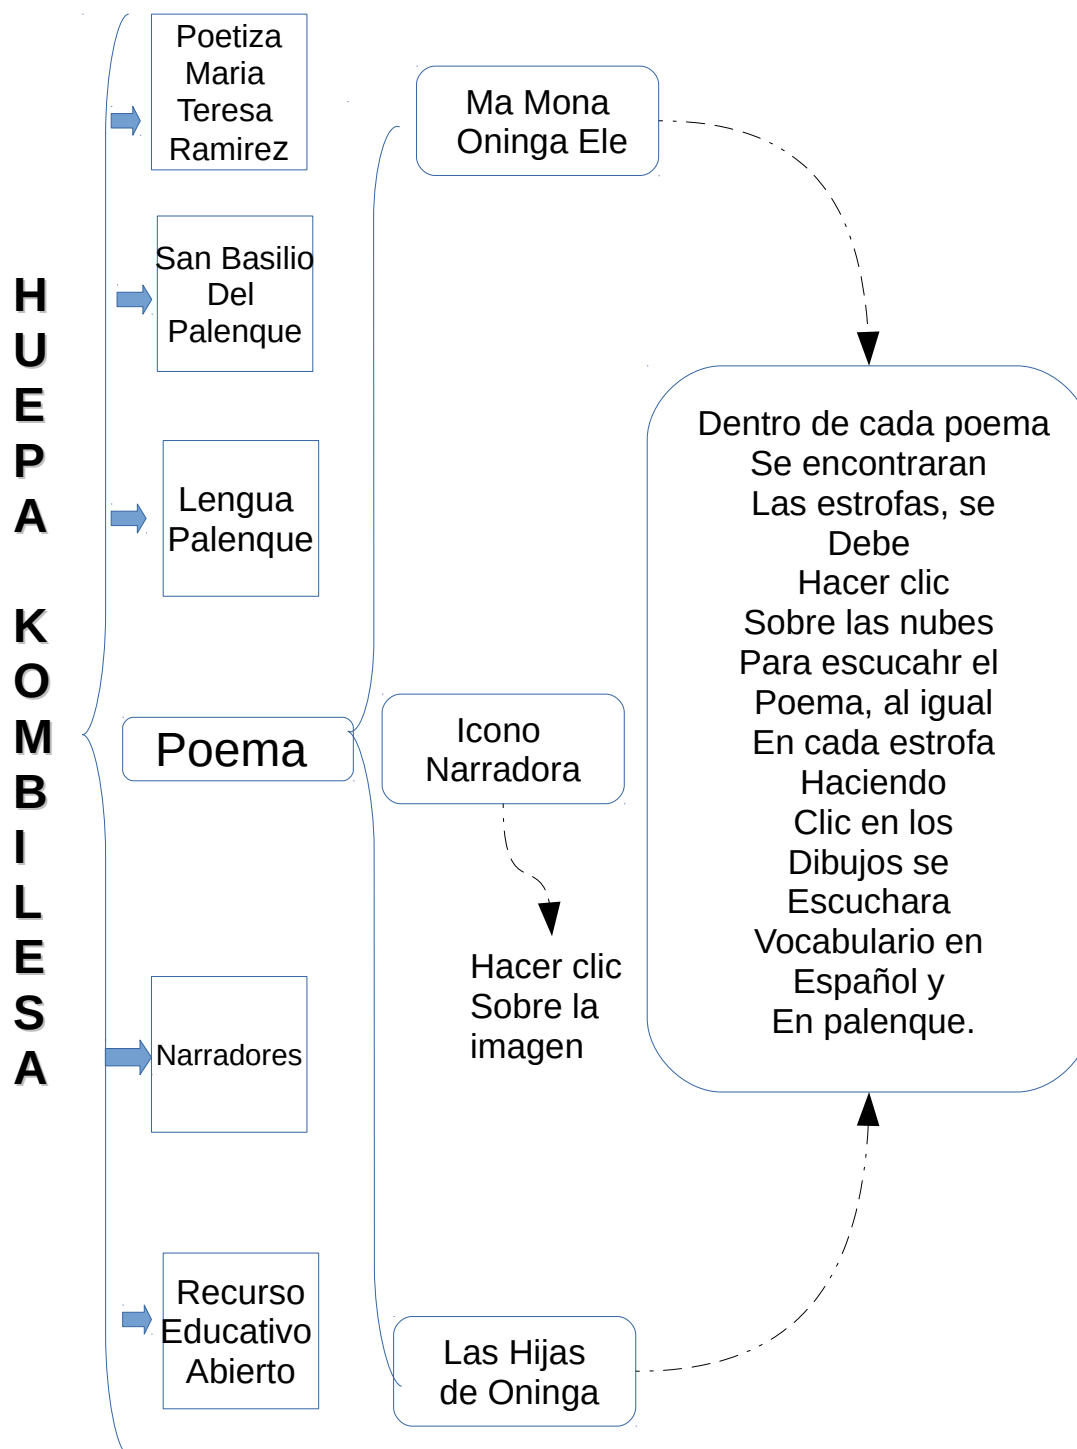 HUEPA KOMBILESA
Poetiza
Maria
Teresa
Ramirez
San Basilio
Del
Palenque
Lengua
Palenque
Poema
Narradores
Recurso
Educativo
Abierto
Ma Mona
Oninga Ele
Icono
Narradora
Hacer clic
Sobre la
imagen
Las Hijas
de Oninga
Dentro de cada poema
Se encontraran
Las estrofas, se
Debe
Hacer clic
Sobre las nubes
Para escucahr el
Poema, al igual
En cada estrofa
Haciendo
Clic en los
Dibujos se
Escuchara
Vocabulario en
Español y
En palenque.